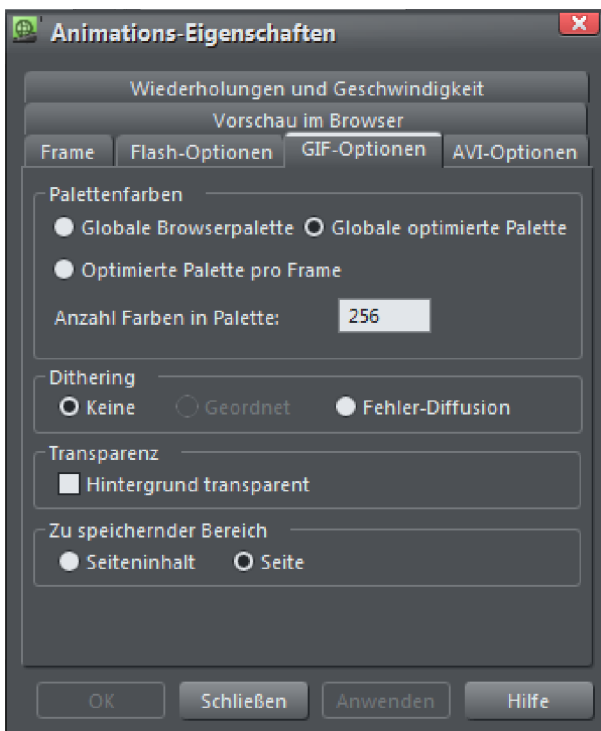 Animations-Eigenschaften
Wiederholungen und Geschwindigkeit
Vorschau im Browser
Frame Flash-Optionen GIF-Optionen AVI-Optionen
Palettenfarben
Globale Browserpalette Globale optimierte Palette
Optimierte Palette pro Frame
Anzahl Farben in Palette: 256
Dithering
Keine Geordnet Fehler-Diffusion
Transparenz
Hintergrund transparent
Zu speichernder Bereich
Seiteninhalt Seite
OK Schließen Anwenden Hilfe